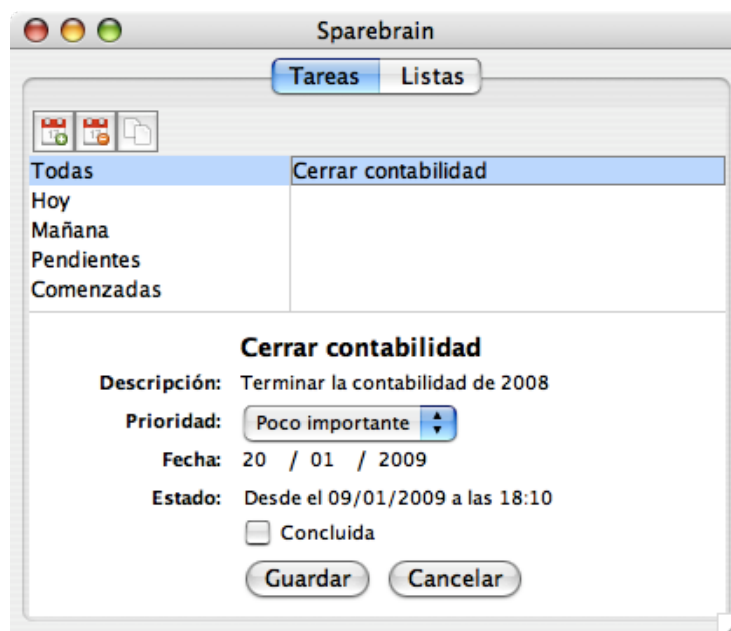 Sparebrain
Tareas Listas
Todas
Cerrar contabilidad
Hoy
Mañana
Pendientes
Comenzadas
Cerrar contabilidad
Descripción: Terminar la contabilidad de 2008
Prioridad: Poco importante
Fecha: 20 / 01 / 2009
Estado: Desde el 09/01/2009 a las 18:10
Concluida
Guardar Cancelar